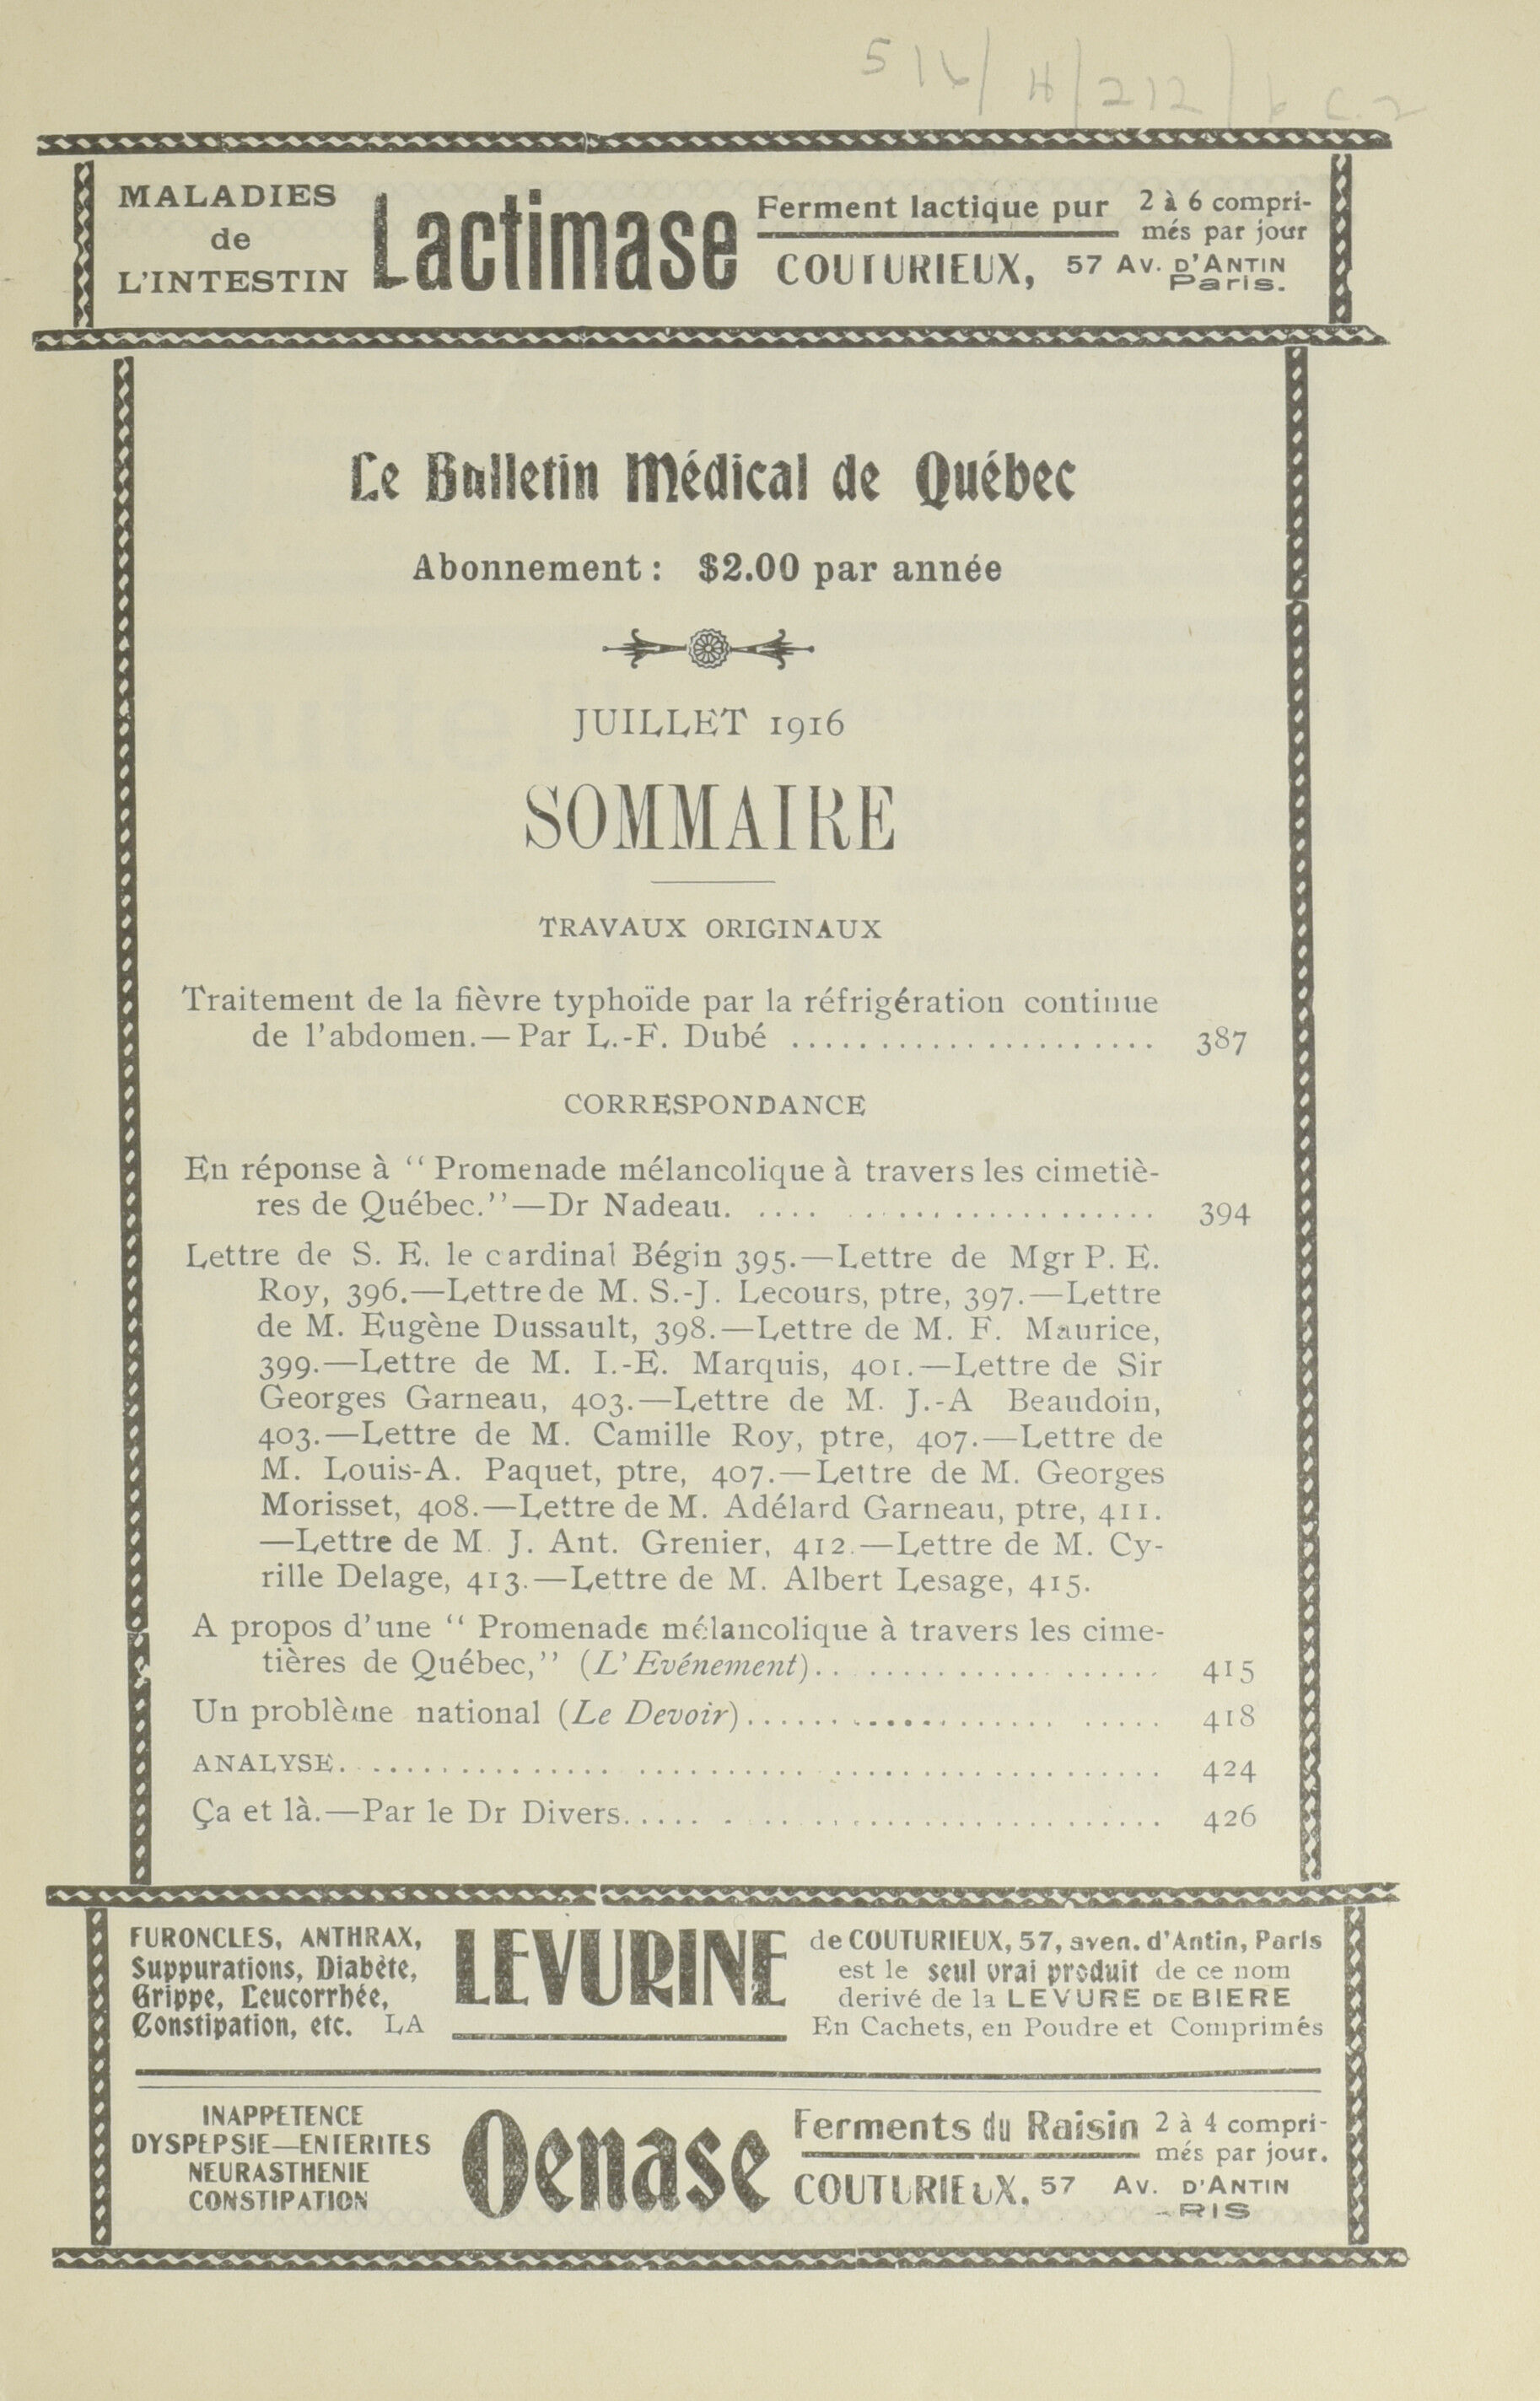 MALADIES
de
L'INTESTIN
Lactimase
Ferment lactique pur
2 à 6 compri-
més par jour
COUTURIEUX, 57 AV. D'ANTIN
Paris.
Le Bulletin Médical de Québec
Abonnement : $2.00 par année
JUILLET 1916
SOMMAIRE
TRAVAUX ORIGINAUX
Traitement de la fièvre typhoïde par la réfrigération continue
de l'abdomen.—Par L.-F. Dubé ...................... 387
CORRESPONDANCE
En réponse à “ Promenade mélancolique à travers les cimetiè-
res de Québec.”—Dr Nadeau. .... .................. 394
Lettre de S. E. le cardinal Bégin 395.—Lettre de Mgr P. E.
Roy, 396.—Lettre de M. S.-J. Lecours, ptre, 397.—Lettre
de M. Eugène Dussault, 398.—Lettre de M. F. Maurice,
399.—Lettre de M. I.-E. Marquis, 401.—Lettre de Sir
Georges Garneau, 403.—Lettre de M. J.-A Beaudoin,
403.—Lettre de M. Camille Roy, ptre, 407.—Lettre de
M. Louis-A. Paquet, ptre, 407.—Lettre de M. Georges
Morisset, 408.—Lettre de M. Adélard Garneau, ptre, 411.
—Lettre de M. J. Ant. Grenier, 412.—Lettre de M. Cy-
rille Delage, 413.—Lettre de M. Albert Lesage, 415.
A propos d'une “ Promenade mélancolique à travers les cime-
tières de Québec,” (L'Evénement)..................... 415
Un problème national (Le Devoir)................... ..... 418
ANALYSE................. ................................ 424
Ça et là.—Par le Dr Divers..... . ......................... 426
FURONCLES, ANTHRAX,
Suppurations, Diabète,
Grippe, Leucorrhée,
Constipation, etc. LA
LEVURINE
de COUTURIEUX, 57, aven. d'Antin, Paris
est le seul vrai produit de ce nom
derivé de la LEVURE DE BIERE
En Cachets, en Poudre et Comprimés
INAPPETENCE
DYSPEPSIE—ENTERITES
NEURASTHENIE
CONSTIPATION
Oenase
Ferments du Raisin
2 à 4 compri-
més par jour.
COUTURIEUX, 57 AV. D'ANTIN